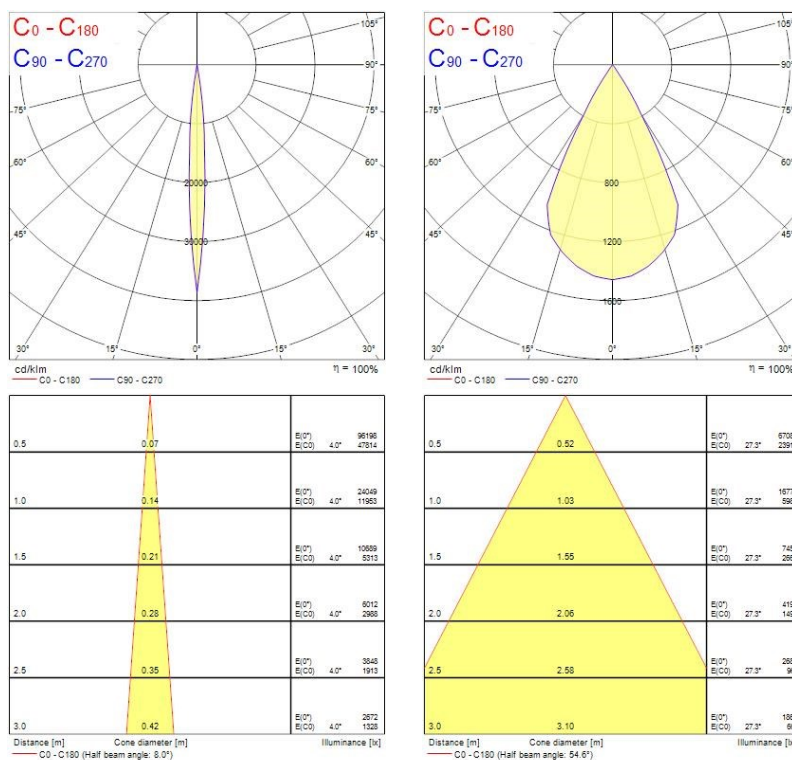 C0 - C180
C90 - C270
105°
90°
75°
75°
60°
60°
20000
45°
45°
30000
30°
15°
0°
15°
30°
cd/klm
η = 100%
C0 - C180 C90 - C270
0.5 0.07 E(0°) 96198
E(C0) 4.0° 47814
1.0 0.14 E(0°) 24049
E(C0) 4.0° 11953
1.5 0.21 E(0°) 10689
E(C0) 4.0° 5313
2.0 0.28 E(0°) 6012
E(C0) 4.0° 2988
2.5 0.35 E(0°) 3848
E(C0) 4.0° 1913
3.0 0.42 E(0°) 2672
E(C0) 4.0° 1328
Distance [m] Cone diameter [m] Illuminance [lx]
C0 - C180 (Half beam angle: 8.0°)
C0 - C180
C90 - C270
105°
90°
75°
75°
60°
60°
800
45°
45°
1200
1600
30°
15°
0°
15°
30°
cd/klm
η = 100%
C0 - C180 C90 - C270
0.5 0.52 E(0°) 6708
E(C0) 27.3° 2391
1.0 1.03 E(0°) 1677
E(C0) 27.3° 598
1.5 1.55 E(0°)
E(C0) 27.3°
2.0 2.06 E(0°) 419
E(C0) 27.3° 149
2.5 2.58 E(0°)
E(C0) 27.3°
3.0 3.10 E(0°)
E(C0) 27.3°
Distance [m] Cone diameter [m] Illuminance [lx]
C0 - C180 (Half beam angle: 54.6°)